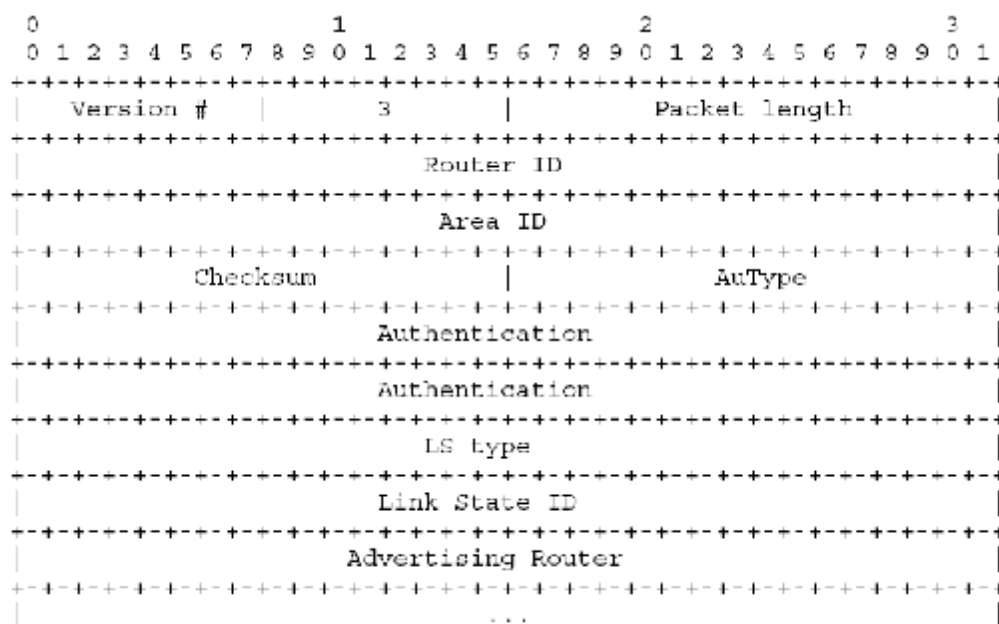 0                   1                   2                   3
0 1 2 3 4 5 6 7 8 9 0 1 2 3 4 5 6 7 8 9 0 1 2 3 4 5 6 7 8 9 0 1
+-+-+-+-+-+-+-+-+-+-+-+-+-+-+-+-+-+-+-+-+-+-+-+-+-+-+-+-+-+-+-+-+
| Version # | 3 | Packet length |
+-+-+-+-+-+-+-+-+-+-+-+-+-+-+-+-+-+-+-+-+-+-+-+-+-+-+-+-+-+-+-+-+
| Router ID |
+-+-+-+-+-+-+-+-+-+-+-+-+-+-+-+-+-+-+-+-+-+-+-+-+-+-+-+-+-+-+-+-+
| Area ID |
+-+-+-+-+-+-+-+-+-+-+-+-+-+-+-+-+-+-+-+-+-+-+-+-+-+-+-+-+-+-+-+-+
| Checksum | AuType |
+-+-+-+-+-+-+-+-+-+-+-+-+-+-+-+-+-+-+-+-+-+-+-+-+-+-+-+-+-+-+-+-+
| Authentication |
+-+-+-+-+-+-+-+-+-+-+-+-+-+-+-+-+-+-+-+-+-+-+-+-+-+-+-+-+-+-+-+-+
| Authentication |
+-+-+-+-+-+-+-+-+-+-+-+-+-+-+-+-+-+-+-+-+-+-+-+-+-+-+-+-+-+-+-+-+
| LS type |
+-+-+-+-+-+-+-+-+-+-+-+-+-+-+-+-+-+-+-+-+-+-+-+-+-+-+-+-+-+-+-+-+
| Link State ID |
+-+-+-+-+-+-+-+-+-+-+-+-+-+-+-+-+-+-+-+-+-+-+-+-+-+-+-+-+-+-+-+-+
| Advertising Router |
+-+-+-+-+-+-+-+-+-+-+-+-+-+-+-+-+-+-+-+-+-+-+-+-+-+-+-+-+-+-+-+-+
| ... |